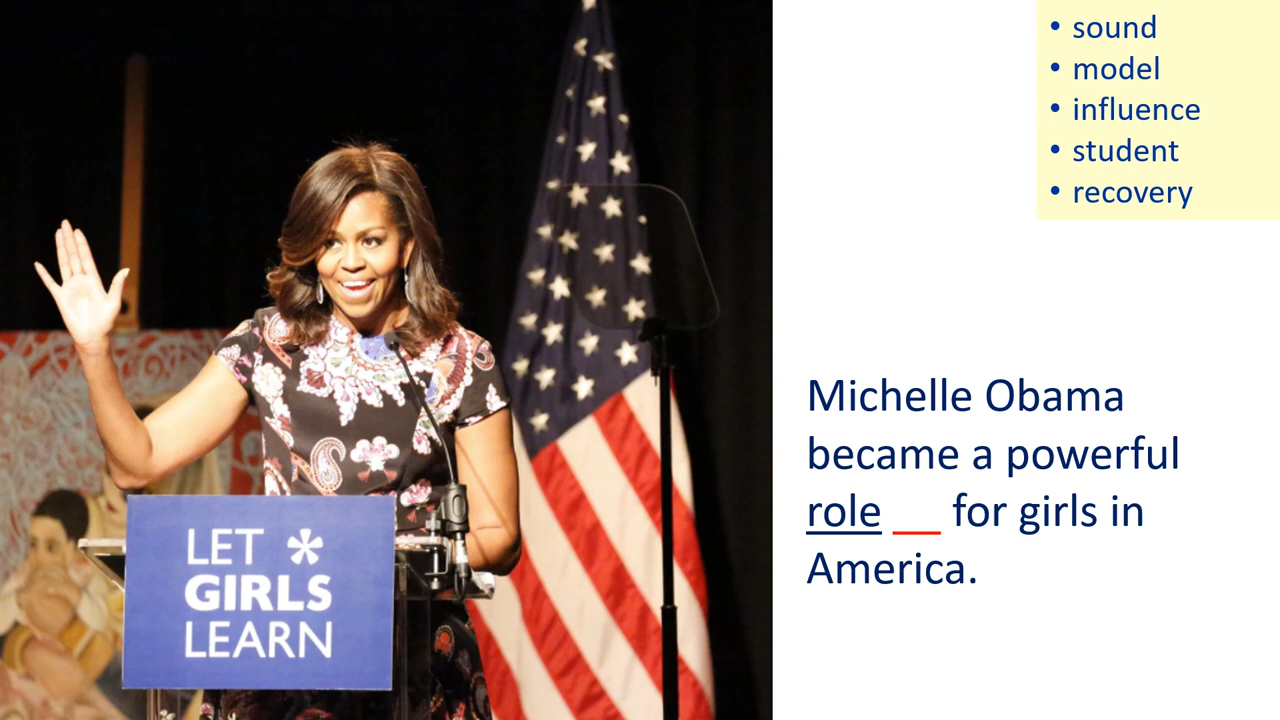 • sound
• model
• influence
• student
• recovery
Michelle Obama
became a powerful
role __ for girls in
America.
LET *
GIRLS
LEARN